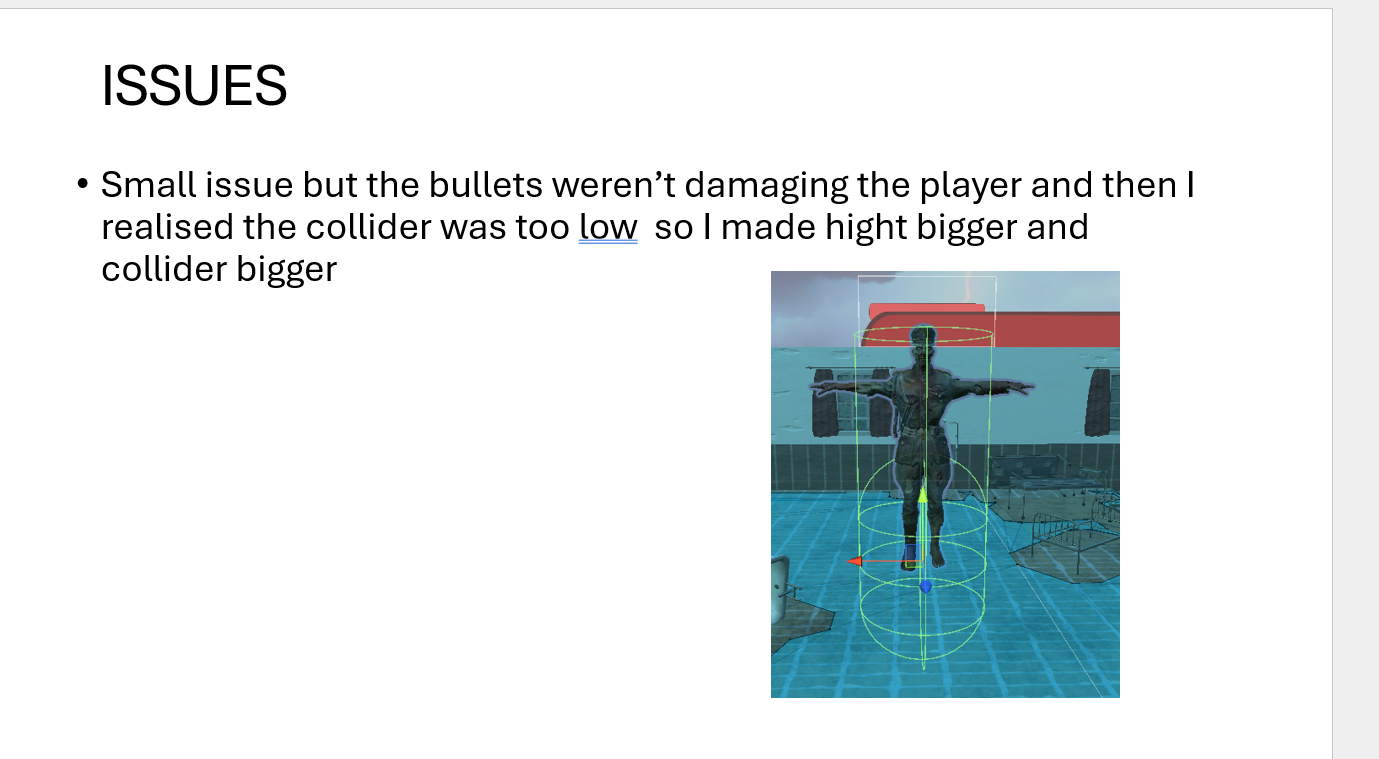 ISSUES
• Small issue but the bullets weren’t damaging the player and then I
realised the collider was too low  so I made hight bigger and
collider bigger